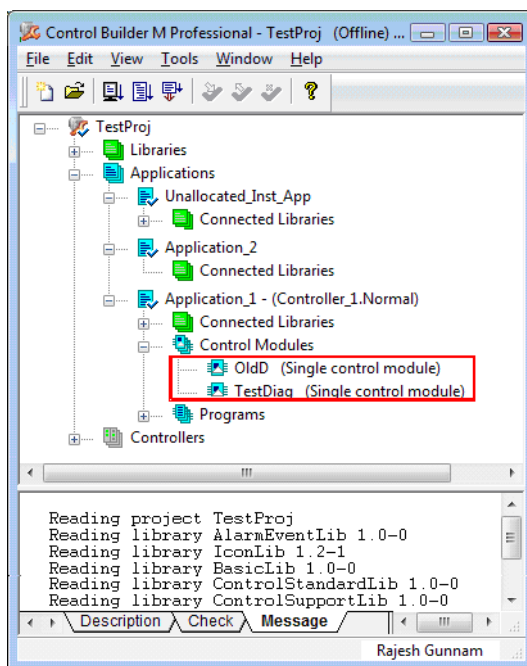 Control Builder M Professional - TestProj (Offline) ...
File Edit View Tools Window Help
TestProj
Libraries
Applications
Unallocated_Inst_App
Connected Libraries
Application_2
Connected Libraries
Application_1 - (Controller_1.Normal)
Connected Libraries
Control Modules
OldD (Single control module)
TestDiag (Single control module)
Programs
Controllers
Reading project TestProj
Reading library AlarmEventLib 1.0-0
Reading library IconLib 1.2-1
Reading library BasicLib 1.0-0
Reading library ControlStandardLib 1.0-0
Reading library ControlSupportLib 1.0-0
Description Check Message
Rajesh Gunnam